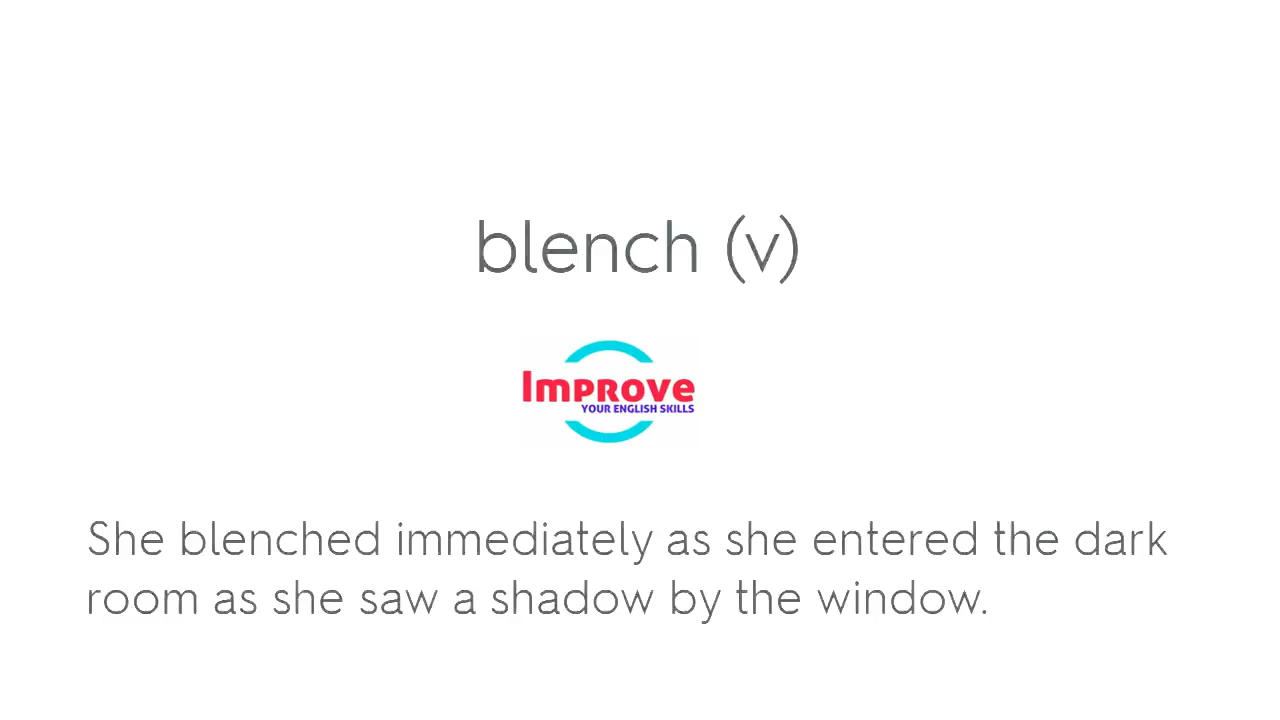 blench (v)
Improve
YOUR ENGLISH SKILLS
She blenched immediately as she entered the dark
room as she saw a shadow by the window.